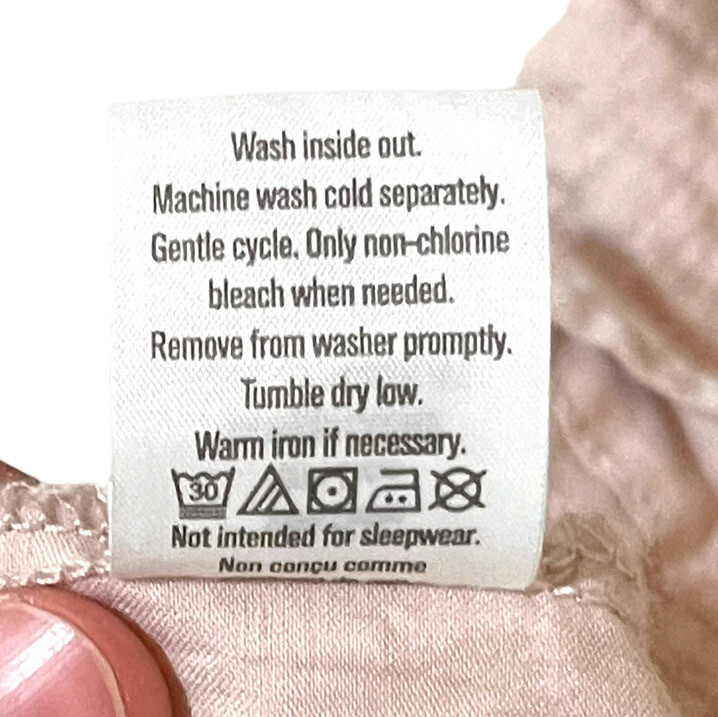 Wash inside out.
Machine wash cold separately.
Gentle cycle. Only non-chlorine
bleach when needed.
Remove from washer promptly.
Tumble dry low.
Warm iron if necessary.
30
Not intended for sleepwear.
Non conçu comme